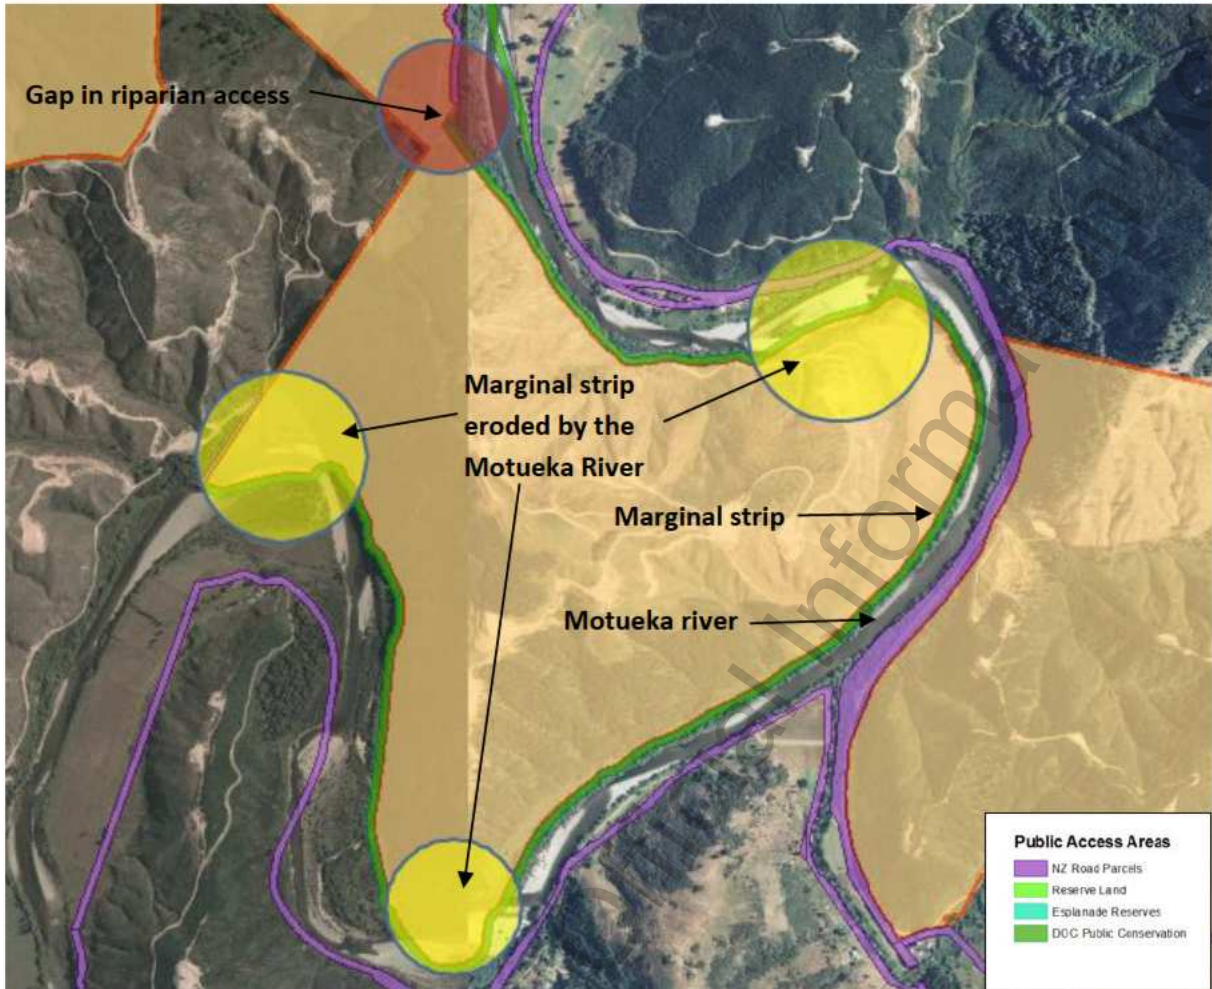 Gap in riparian access
Marginal strip
eroded by the
Motueka River
Marginal strip
Motueka river
Public Access Areas
NZ Road Parcels
Reserve Land
Esplanade Reserves
DOC Public Conservation
Informa